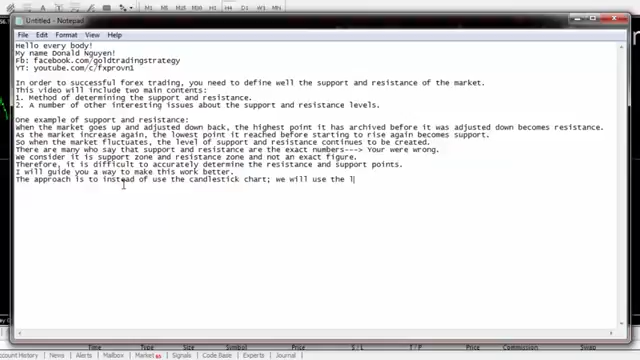 W1 MN
Untitled - Notepad
File Edit Format View Help
Hello every body!
My name Donald Nguyen!
Fb: facebook.com/goldtradingstrategy
YT: youtube.com/c/fxprovn1
In order to successful forex trading, you need to define well the support and resistance of the market.
This video will include two main contents:
1. Method of determining the support and resistance.
2. A number of other interesting issues about the support and resistance levels.
One example of support and resistance:
When the market goes up and adjusted down back, the highest point it has archived before it was adjusted down becomes resistance.
As the market increase again, the lowest point it reached before starting to rise again becomes support.
So when the market fluctuates, the level of support and resistance continues to be created.
There are many who say that support and resistance are the exact numbers---> Your were wrong.
We consider it is support zone and resistance zone and not an exact figure.
Therefore, it is difficult to accurately determine the resistance and support points.
I will guide you a way to make this work better.
The approach is to instead of use the candlestick chart; we will use the l
Time Type Size Symbol Price S / L T / P Price Commission
Account History News Alerts Mailbox Market Signals Code Base Experts Journal